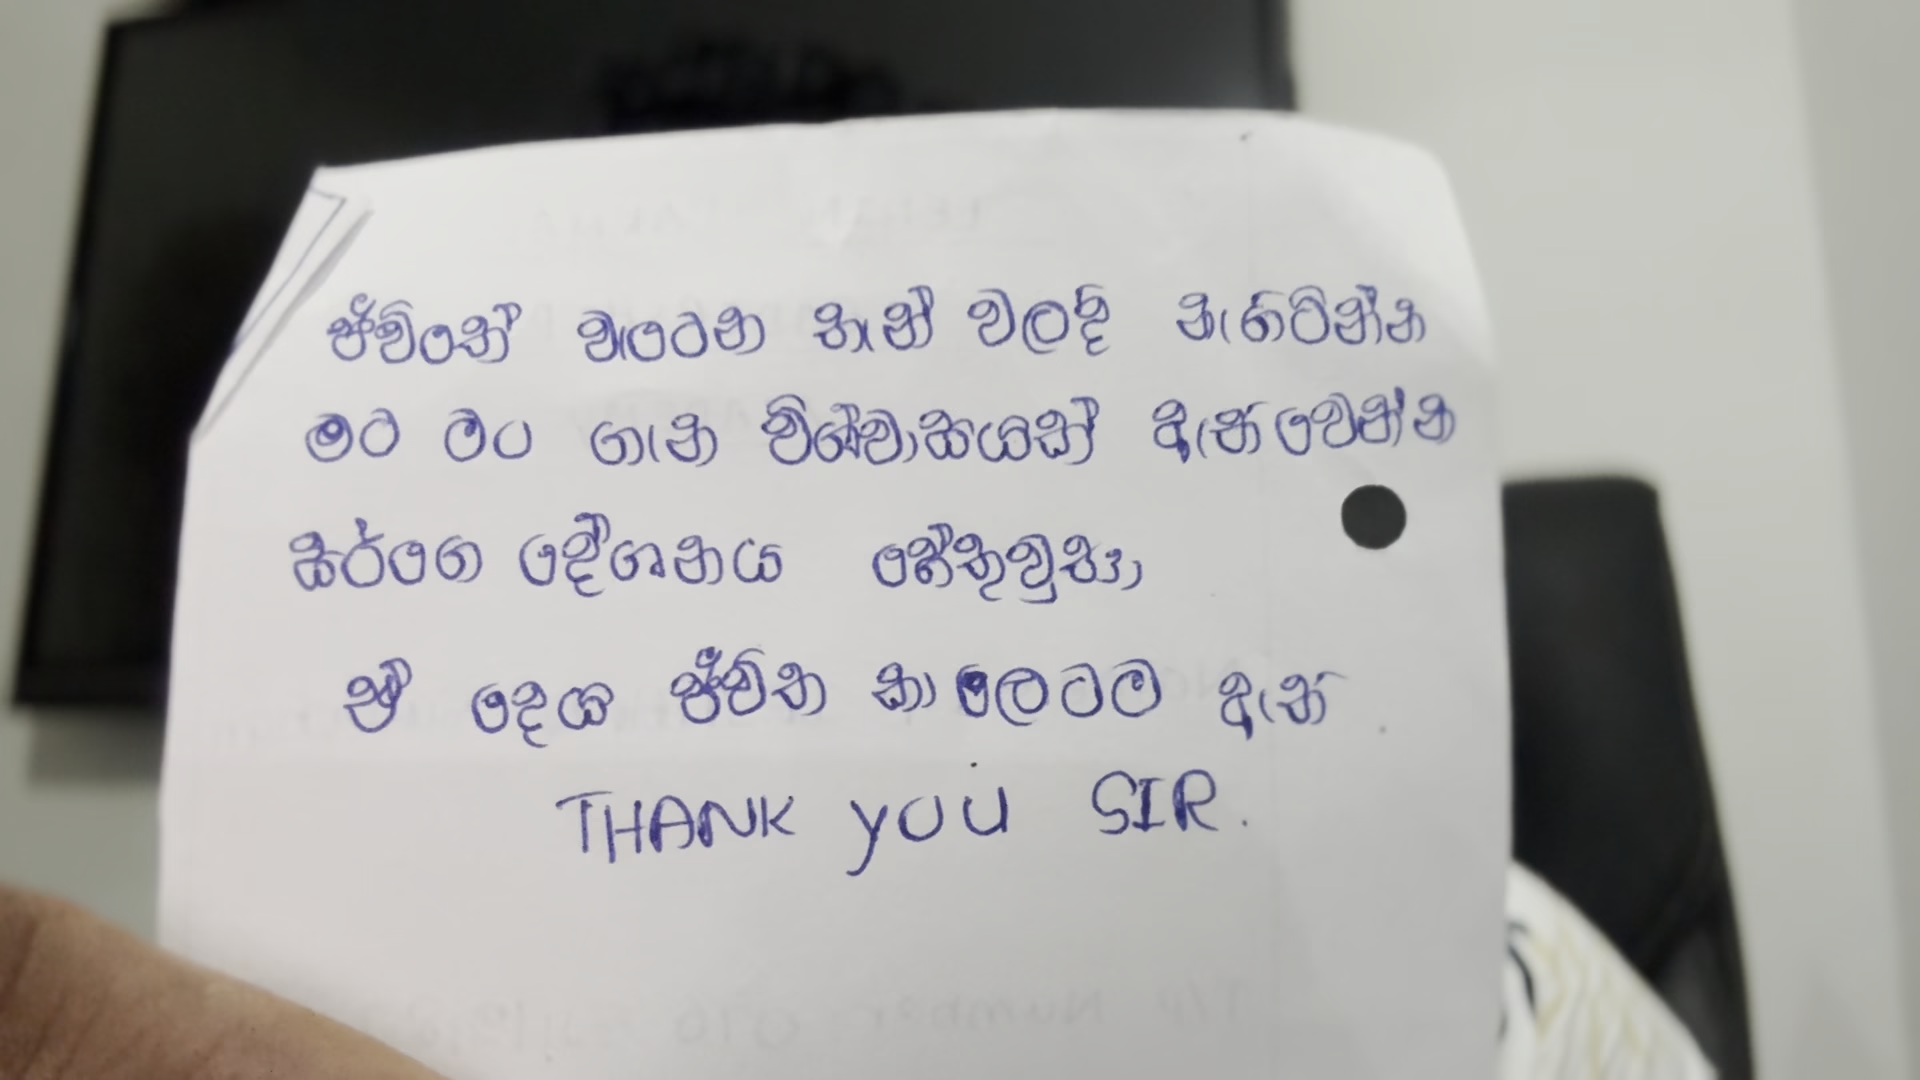 ජීවිතේ වැටෙන තැන් වලදි නැගිටින්න
මට මං ගැන විශ්වාසයක් ඇතිවෙන්න
සර්ගෙ දේශනය හේතුවුනා
ඒ දෙය ජීවිත කාලෙටම ඇති
THANK YOU SIR.